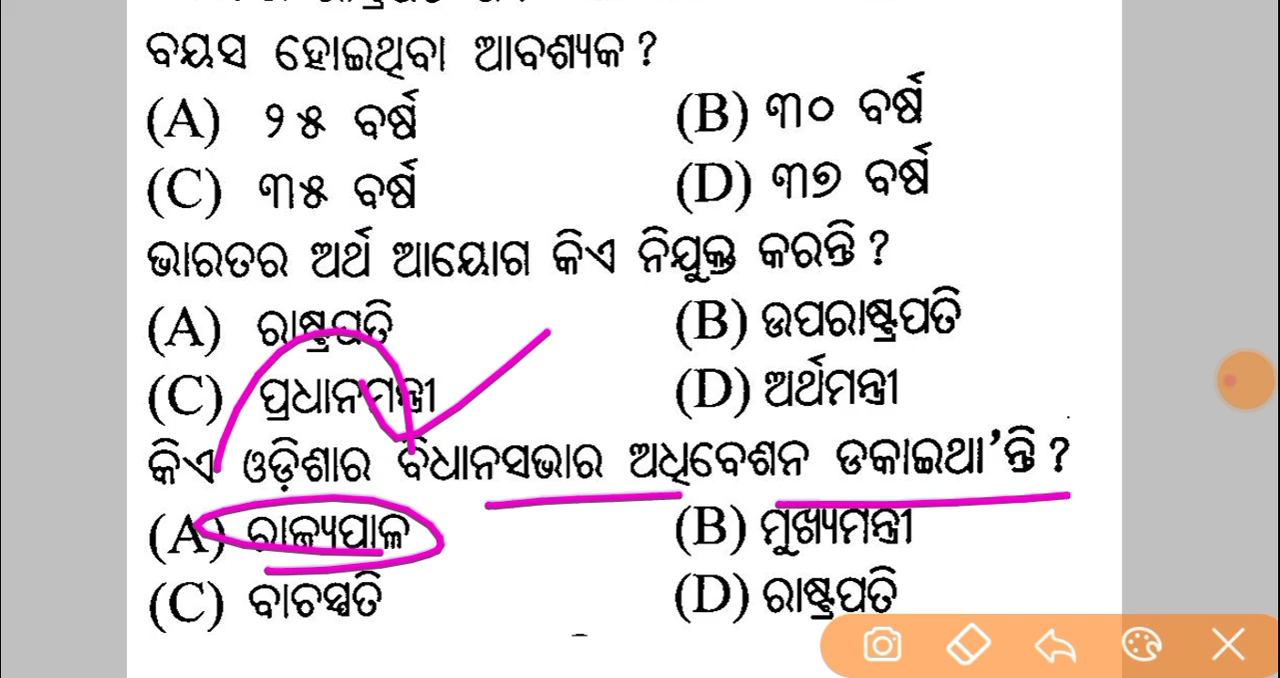 ବୟସ ହୋଇଥିବା ଆବଶ୍ୟକ ?
(A) ୨୫ ବର୍ଷ (B) ୩୦ ବର୍ଷ
(C) ୩୫ ବର୍ଷ (D) ୩୭ ବର୍ଷ
ଭାରତର ଅର୍ଥ ଆୟୋଗ କିଏ ନିଯୁକ୍ତ କରନ୍ତି ?
(A) ରାଷ୍ଟ୍ରପତି (B) ଉପରାଷ୍ଟ୍ରପତି
(C) ପ୍ରଧାନମନ୍ତ୍ରୀ (D) ଅର୍ଥମନ୍ତ୍ରୀ
କିଏ ଓଡ଼ିଶାର ବିଧାନସଭାର ଅଧିବେଶନ ଡକାଇଥା'ନ୍ତି ?
(A) ରାଜ୍ୟପାଳ (B) ମୁଖ୍ୟମନ୍ତ୍ରୀ
(C) ବାଚସ୍ପତି (D) ରାଷ୍ଟ୍ରପତି